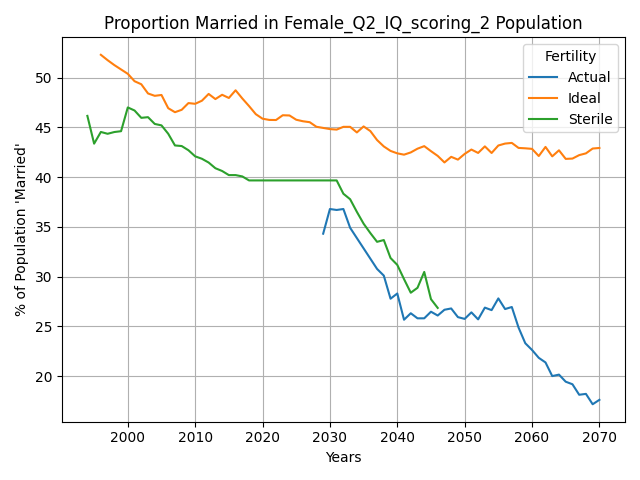 Proportion Married in Female_Q2_IQ_scoring_2 Population
% of Population 'Married'
50
45
40
35
30
25
20
Fertility
Actual
Ideal
Sterile
2000 2010 2020 2030 2040 2050 2060 2070
Years